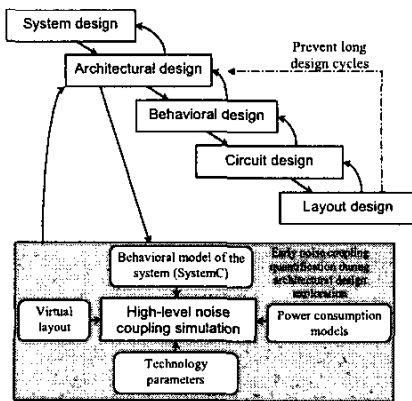 System design
Prevent long
design cycles
Architectural design
Behavioral design
Circuit design
Layout design
Behavioral model of the
system (SystemC)
Early noise coupling
quantification during
architectural design
exploration
Virtual
layout
High-level noise
coupling simulation
Power consumption
models
Technology
parameters